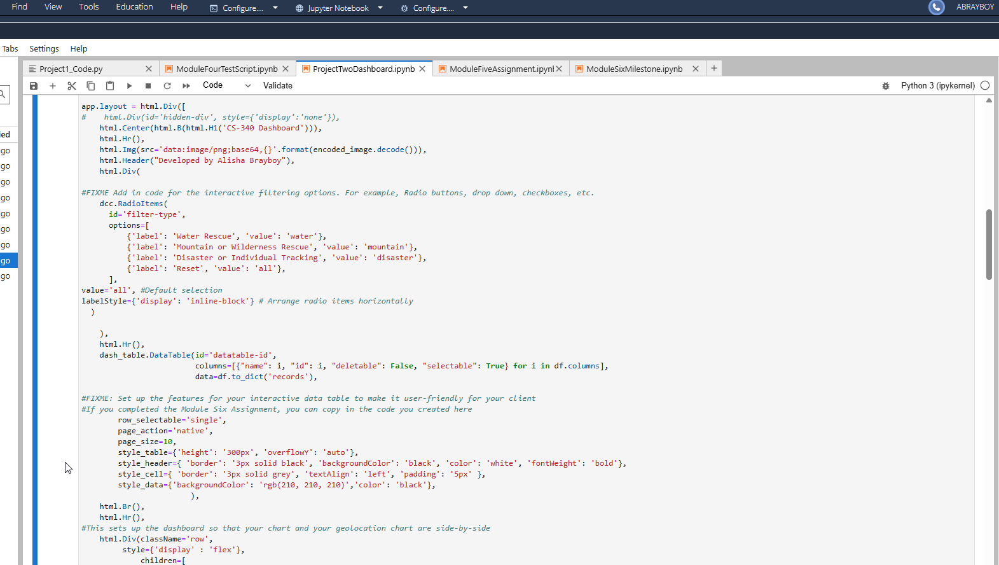 Find View Tools Education Help Configure.... Jupyter Notebook Configure.... ABRAYBOY
Tabs Settings Help
Project1_Code.py ModuleFourTestScript.ipynb ProjectTwoDashboard.ipynb ModuleFiveAssignment.ipynl ModuleSixMilestone.ipynb +
Code Validate Python 3 (ipykernel)
app.layout = html.Div([
#    html.Div(id='hidden-div', style={'display':'none'}),
    html.Center(html.B(html.H1('CS-340 Dashboard'))),
    html.Hr(),
    html.Img(src='data:image/png;base64,{}'.format(encoded_image.decode())),
    html.Header("Developed by Alisha Brayboy"),
    html.Div(
#FIXME Add in code for the interactive filtering options. For example, Radio buttons, drop down, checkboxes, etc.
    dcc.RadioItems(
      id='filter-type',
      options=[
          {'label': 'Water Rescue', 'value': 'water'},
          {'label': 'Mountain or Wilderness Rescue', 'value': 'mountain'},
          {'label': 'Disaster or Individual Tracking', 'value': 'disaster'},
          {'label': 'Reset', 'value': 'all'},
      ],
value='all', #Default selection
labelStyle={'display': 'inline-block'} # Arrange radio items horizontally
  )
    ),
    html.Hr(),
    dash_table.DataTable(id='datatable-id',
                         columns=[{"name": i, "id": i, "deletable": False, "selectable": True} for i in df.columns],
                         data=df.to_dict('records'),
#FIXME: Set up the features for your interactive data table to make it user-friendly for your client
#If you completed the Module Six Assignment, you can copy in the code you created here
        row_selectable='single',
        page_action='native',
        page_size=10,
        style_table={'height': '300px', 'overflowY': 'auto'},
        style_header={ 'border': '3px solid black', 'backgroundColor': 'black', 'color': 'white', 'fontWeight': 'bold'},
        style_cell={ 'border': '3px solid grey', 'textAlign': 'left', 'padding': '5px' },
        style_data={'backgroundColor': 'rgb(210, 210, 210)','color': 'black'},
                        ),
    html.Br(),
    html.Hr(),
#This sets up the dashboard so that your chart and your geolocation chart are side-by-side
    html.Div(className='row',
         style={'display' : 'flex'},
             children=[
ied
go
go
go
go
go
go
go
go
go